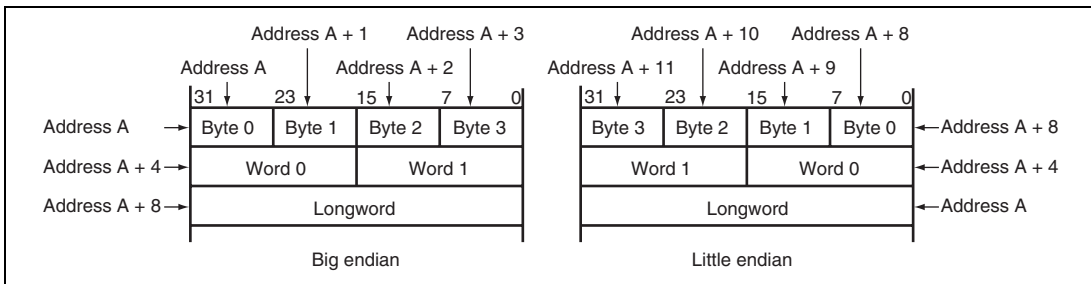 Address A + 1 Address A + 3 Address A + 10 Address A + 8
Address A Address A + 2 Address A + 11 Address A + 9
31 23 15 7 0 31 23 15 7 0
Address A Byte 0 Byte 1 Byte 2 Byte 3 Byte 3 Byte 2 Byte 1 Byte 0 Address A + 8
Address A + 4 Word 0 Word 1 Word 1 Word 0 Address A + 4
Address A + 8 Longword Longword Address A
Big endian Little endian